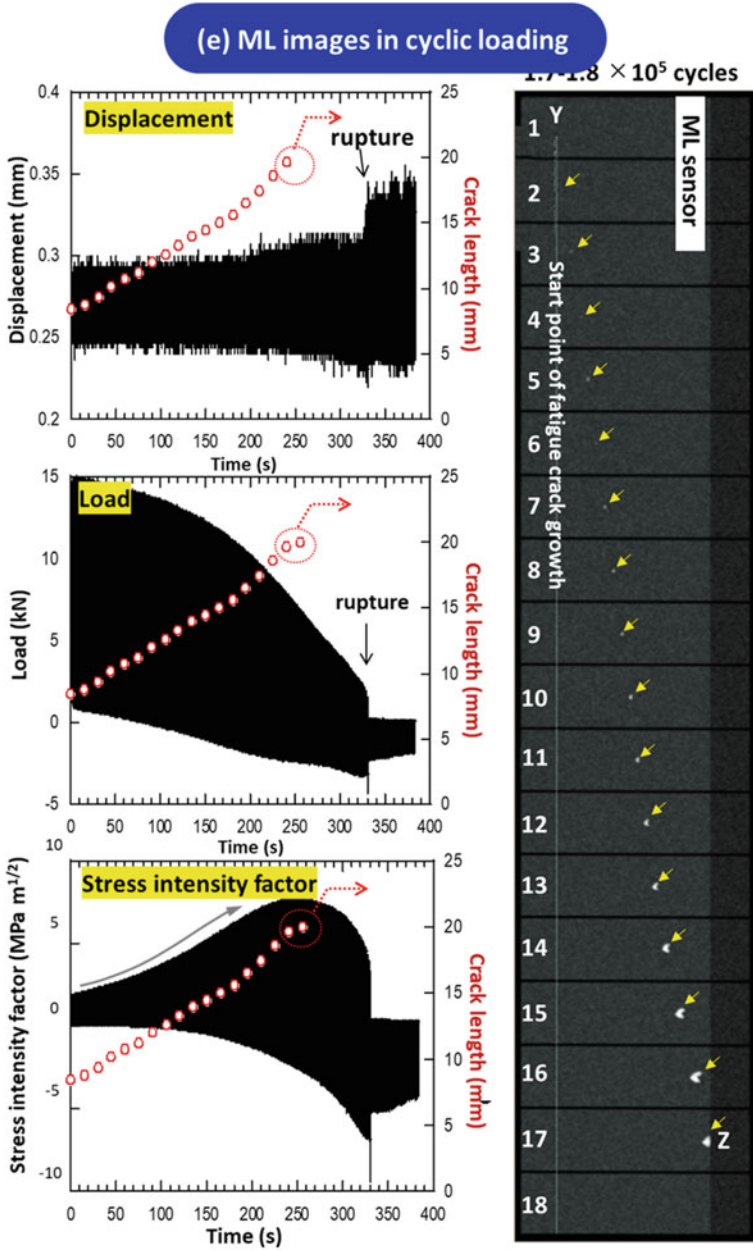 (e) ML images in cyclic loading
0.4
0.35
0.3
0.25
0.2
Displacement (mm)
Displacement
rupture
25
20
15
10
5
0
Crack length (mm)
0 50 100 150 200 250 300 350 400
Time (s)
15
10
5
0
-5
Load (kN)
Load
rupture
25
20
15
10
5
0
Crack length (mm)
0 50 100 150 200 250 300 350 400
Time (s)
10
5
0
-5
-10
Stress intensity factor (MPa m1/2)
Stress intensity factor
25
20
15
10
5
0
Crack length (mm)
0 50 100 150 200 250 300 350 400
Time (s)
1.7-1.8 ×10⁵ cycles
1
Y
ML sensor
2
3
Start point of fatigue crack growth
4
5
6
7
8
9
10
11
12
13
14
15
16
17
Z
18